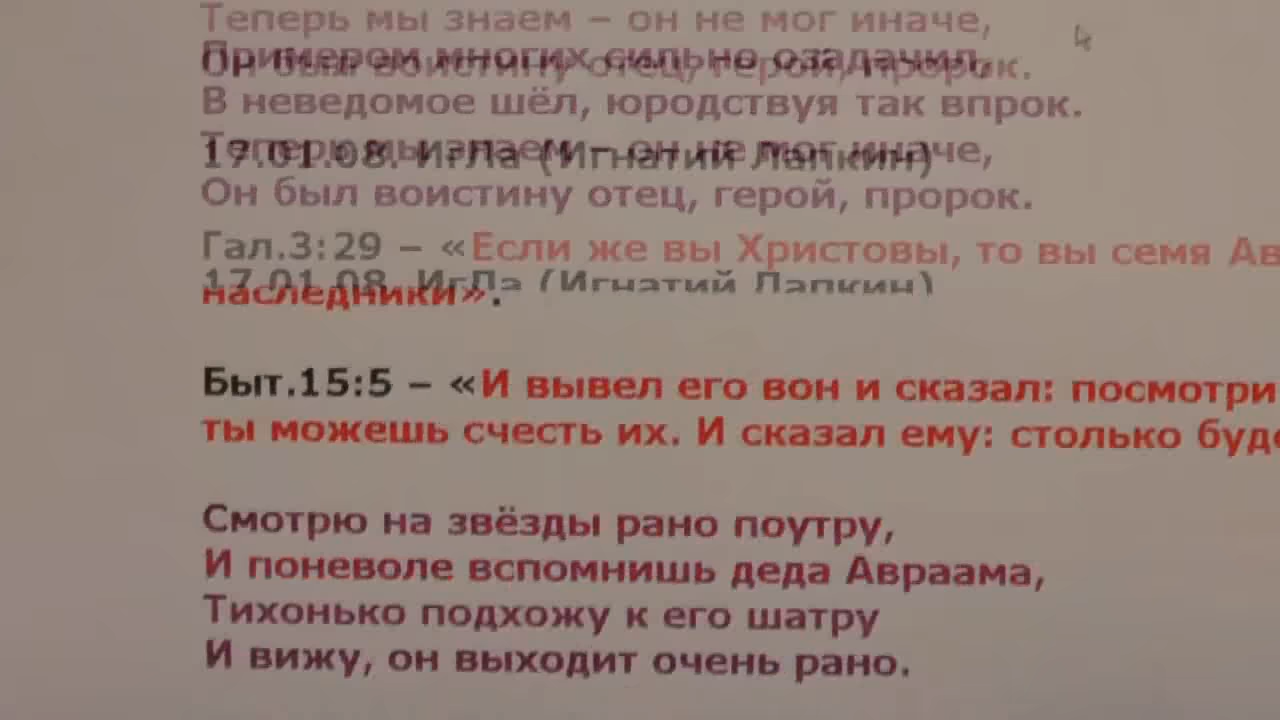 Теперь мы знаем – он не мог иначе,
Примером многих сильно озадачил,
Он был воистину отец, герой, пророк.
В неведомое шёл, юродствуя так впрок.
Теперь мы знаем – он не мог иначе,
17.01.08. ИгЛа (Игнатий Лапкин)
Он был воистину отец, герой, пророк.
Гал.3:29 – «Если же вы Христовы, то вы семя Ав
17.01.08. ИгЛа (Игнатий Лапкин)
наследники».
Быт.15:5 – «И вывел его вон и сказал: посмотри
ты можешь счесть их. И сказал ему: столько буде
Смотрю на звёзды рано поутру,
И поневоле вспомнишь деда Авраама,
Тихонько подхожу к его шатру
И вижу, он выходит очень рано.